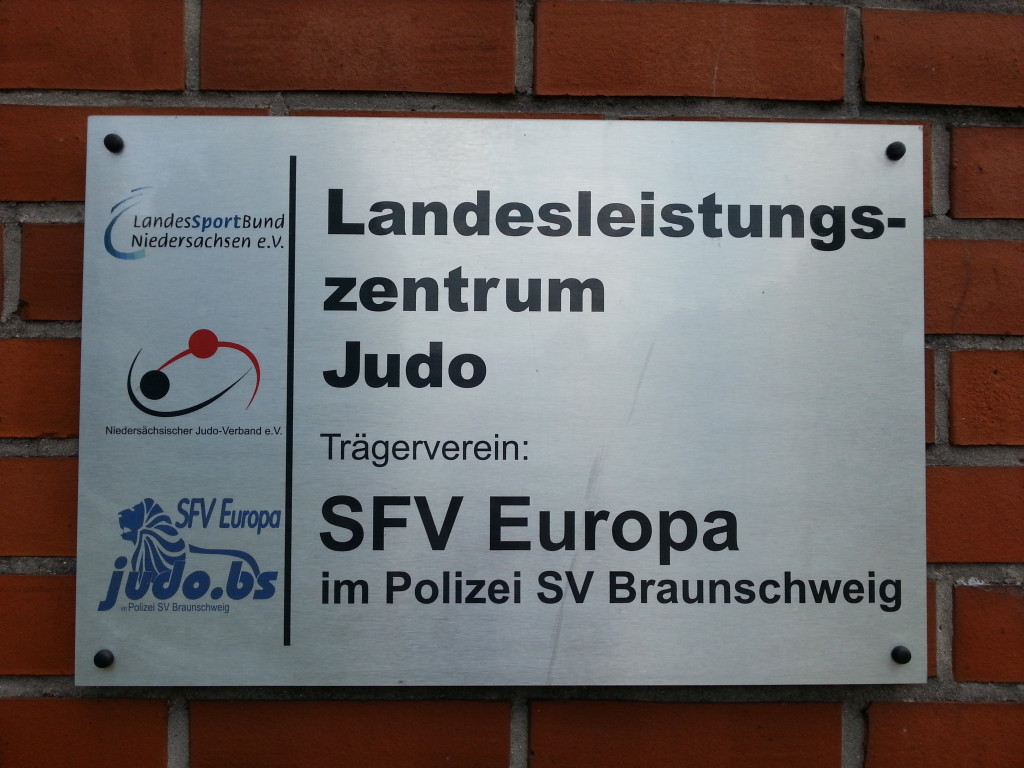 LandesSportBund
Niedersachsen e.V.
Niedersächsischer Judo-Verband e.V.
SFV Europa
judo.bs
im Polizei SV Braunschweig
Landesleistungs-
zentrum
Judo
Trägerverein:
SFV Europa
im Polizei SV Braunschweig